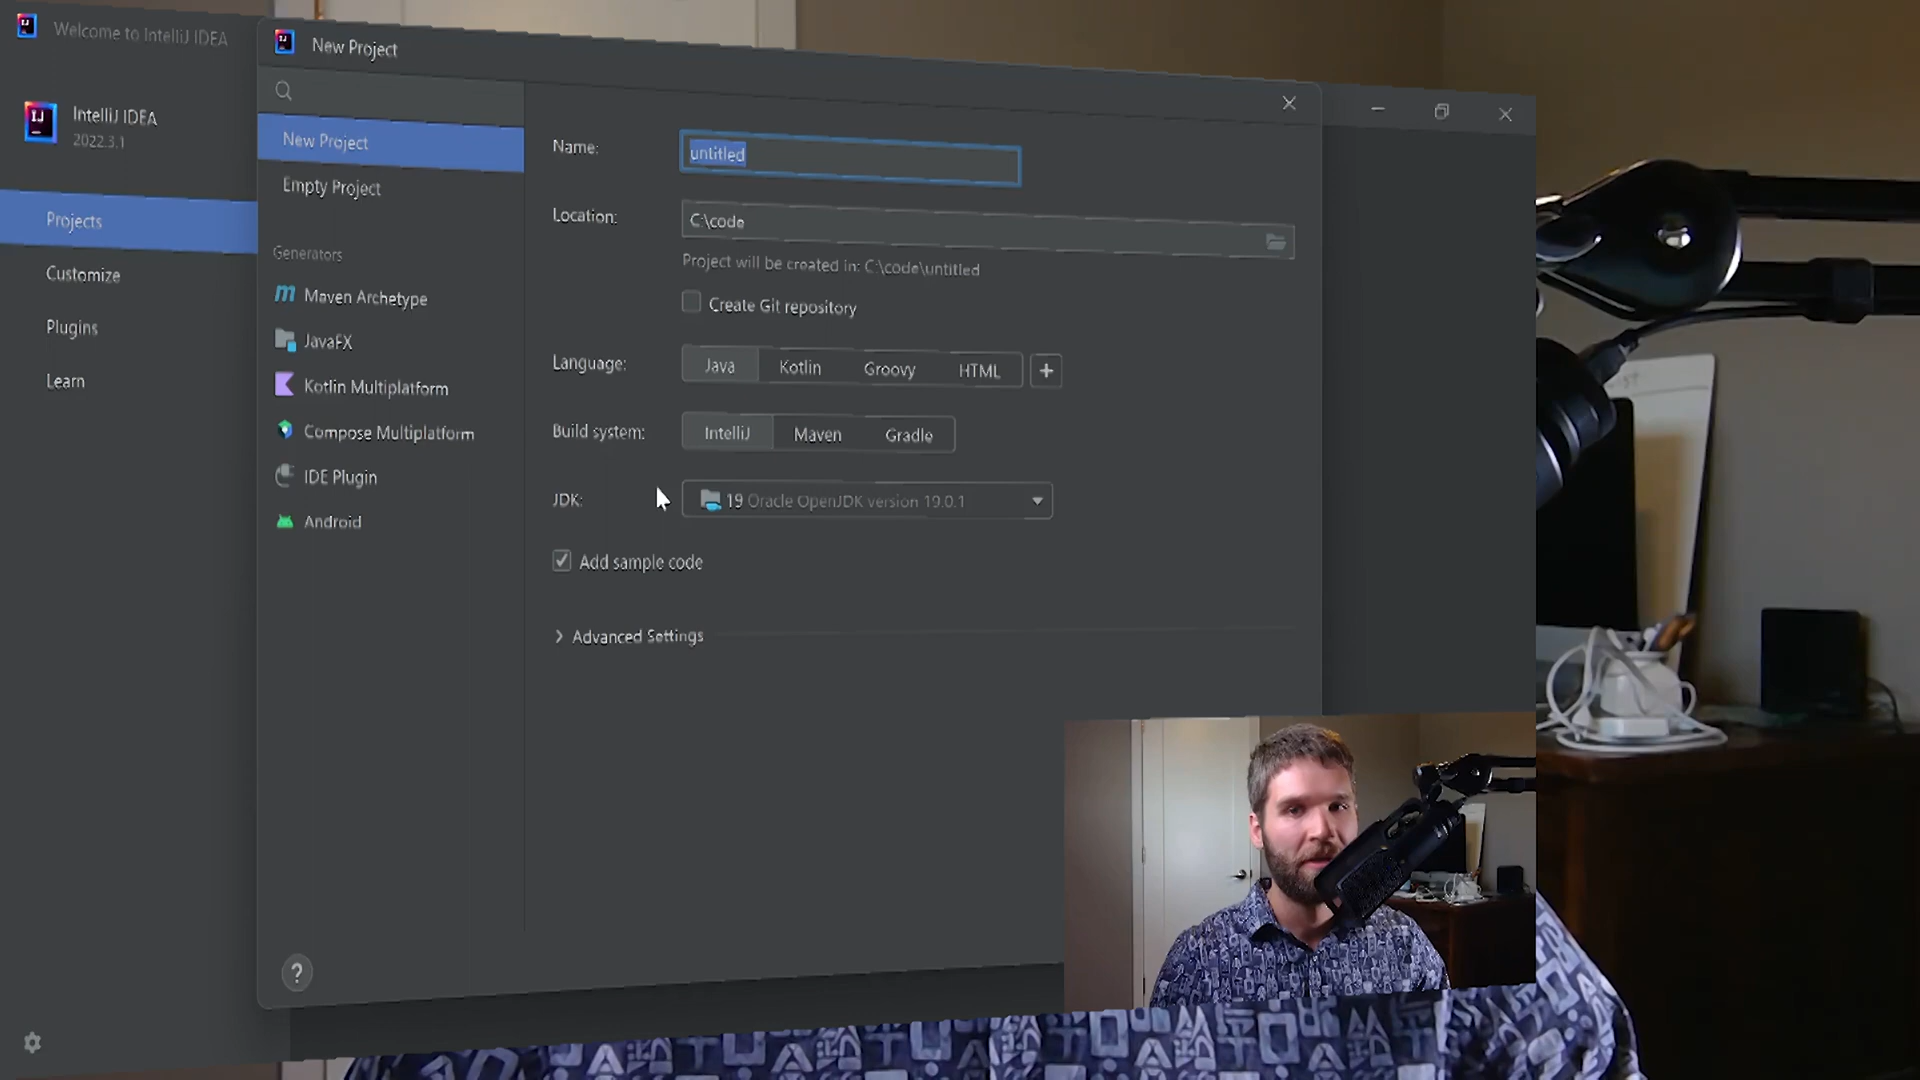 Welcome to IntelliJ IDEA
IntelliJ IDEA
2022.3.1
Projects
Customize
Plugins
Learn
New Project
New Project
Empty Project
Generators
Maven Archetype
JavaFX
Kotlin Multiplatform
Compose Multiplatform
IDE Plugin
Android
Name:
untitled
Location:
C:\code
Project will be created in: C:\code\untitled
Create Git repository
Language:
Java Kotlin Groovy HTML +
Build system:
IntelliJ Maven Gradle
JDK:
19 Oracle OpenJDK version 19.0.1
Add sample code
Advanced Settings
?